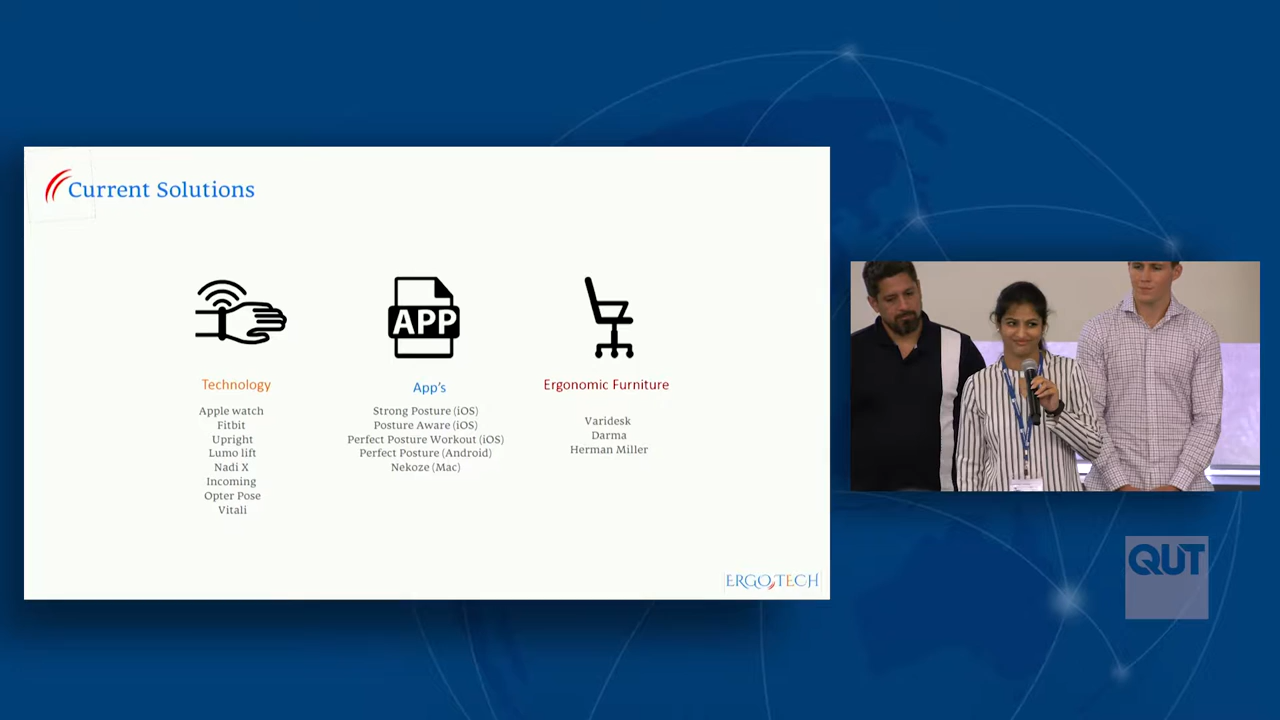 Current Solutions
APP
Technology
Apple watch
Fitbit
Upright
Lumo lift
Nadi X
Incoming
Opter Pose
Vitali
App's
Strong Posture (iOS)
Posture Aware (iOS)
Perfect Posture Workout (iOS)
Perfect Posture (Android)
Nekoze (Mac)
Ergonomic Furniture
Varidesk
Darma
Herman Miller
ERGOTECH
QUT